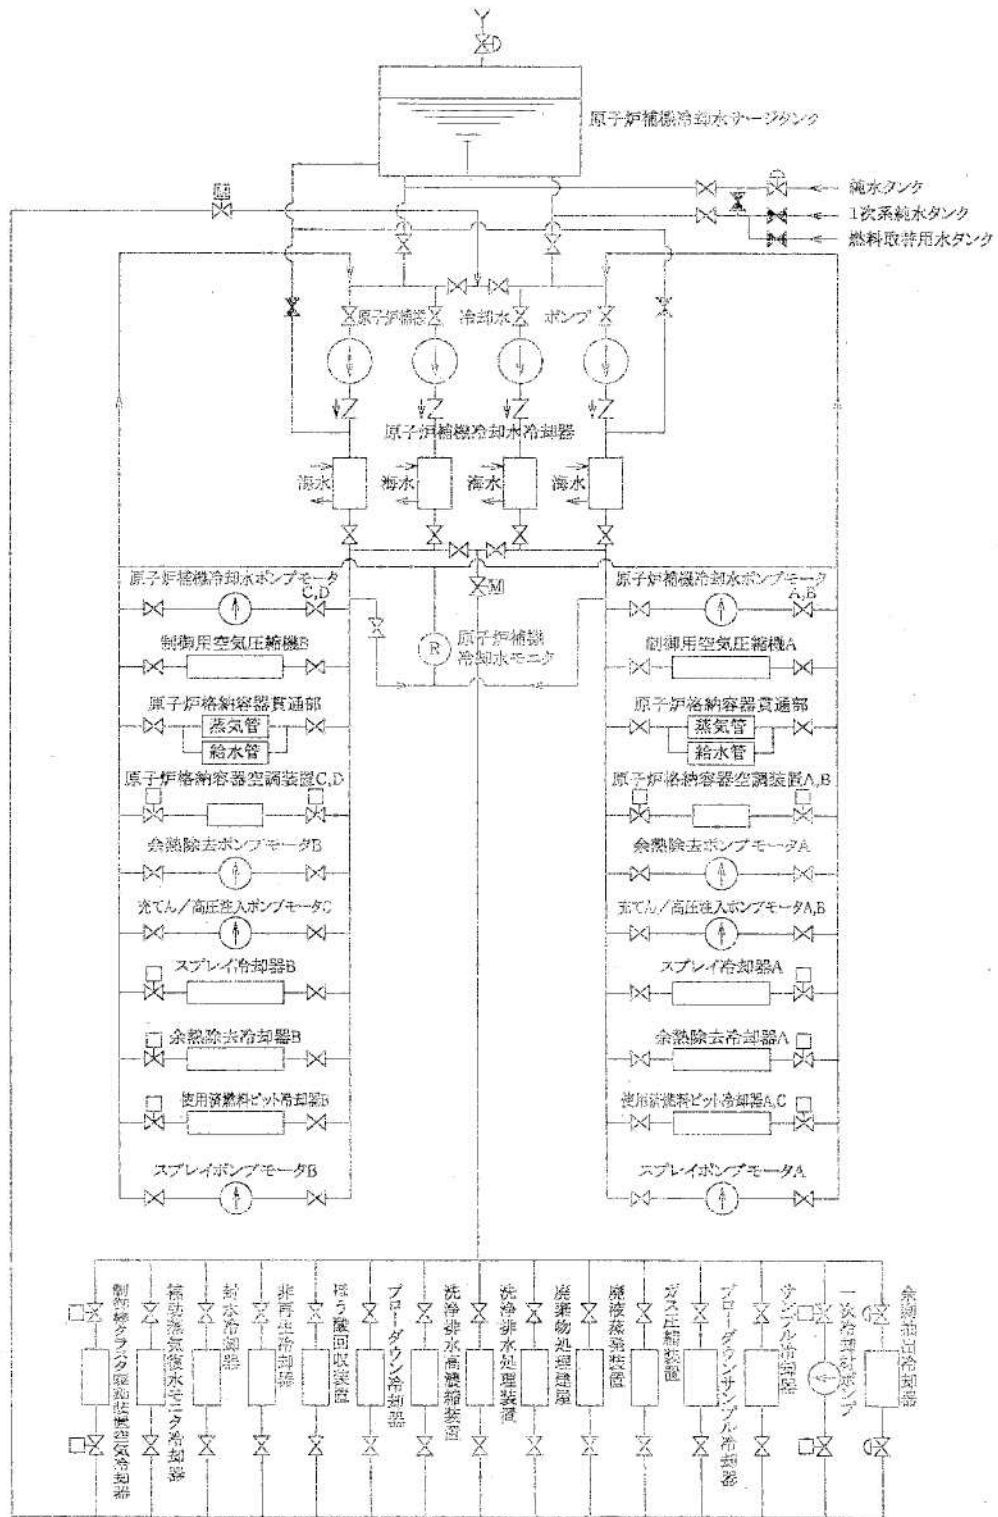 原子炉補機冷却水サージタンク
純水タンク
1次系純水タンク
燃料取替用水タンク
原子炉補機
冷却水
ポンプ
原子炉補機冷却水冷却器
海水
海水
海水
海水
原子炉補機冷却水ポンプモータ
C,D
原子炉補機冷却水ポンプモータ
A,B
M
R
原子炉補機
冷却水モニタ
制御用空気圧縮機B
制御用空気圧縮機A
原子炉格納容器貫通部
蒸気管
給水管
原子炉格納容器貫通部
蒸気管
給水管
原子炉格納容器空調装置C,D
原子炉格納容器空調装置A,B
余熱除去ポンプモータB
余熱除去ポンプモータA
充てん/高圧注入ポンプモータC
充てん/高圧注入ポンプモータA,B
スプレイ冷却器B
スプレイ冷却器A
余熱除去冷却器B
余熱除去冷却器A
使用済燃料ピット冷却器B
使用済燃料ピット冷却器A,C
スプレイポンプモータB
スプレイポンプモータA
制御棒クラスタ駆動装置空気冷却器
補助蒸気復水モニタ冷却器
封水冷却器
非再生冷却器
ほう酸回収装置
ブローダウン冷却器
洗浄排水高濃縮装置
洗浄排水処理装置
廃棄物処理建屋
廃液蒸発装置
ガス圧縮装置
ブローダウンサンプル冷却器
サンプル冷却器
一次冷却材ポンプ
余剰抽出冷却器